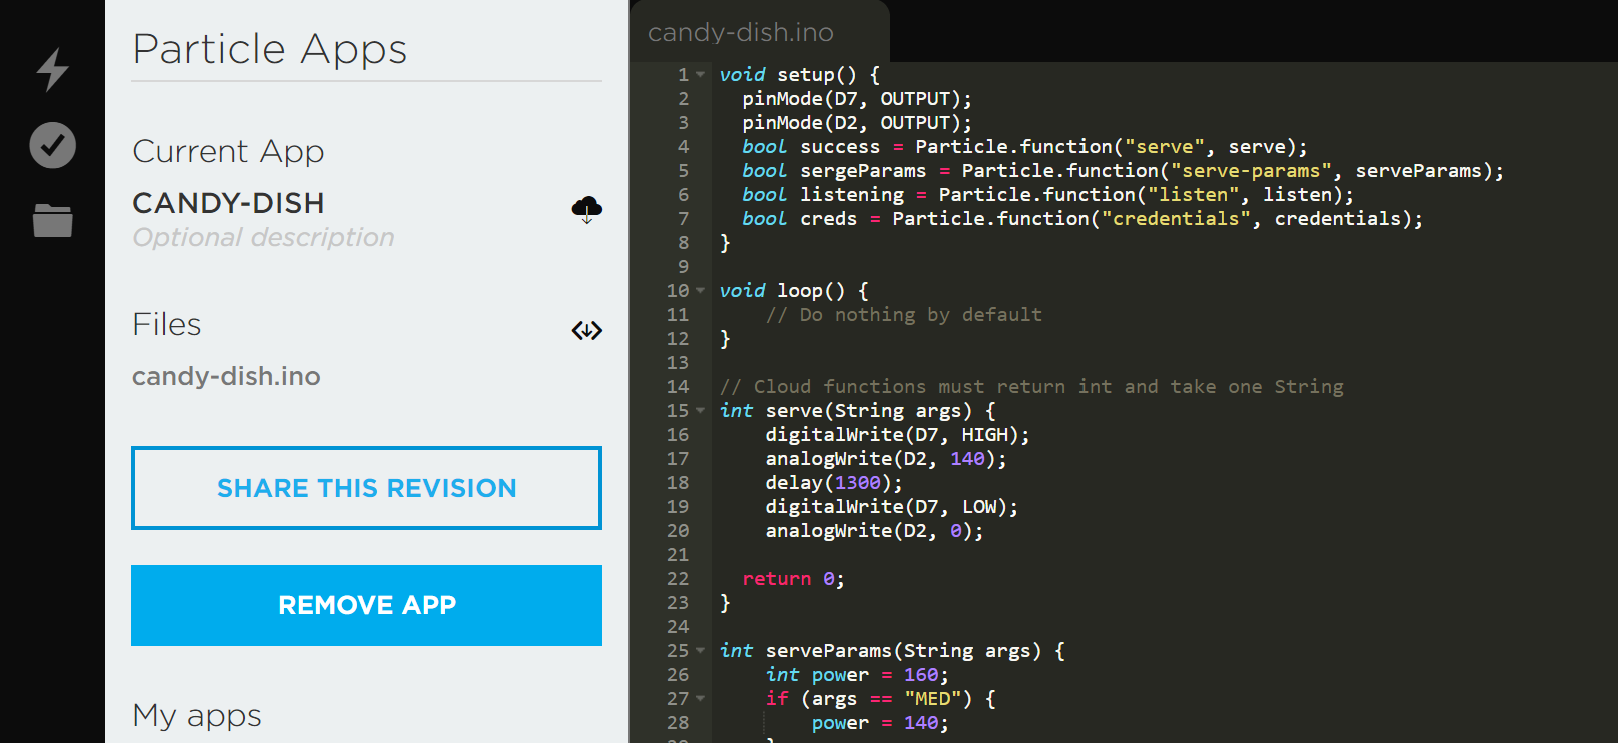 Particle Apps
Current App
CANDY-DISH
Optional description
Files
candy-dish.ino
SHARE THIS REVISION
REMOVE APP
My apps
candy-dish.ino
1 void setup() {
2   pinMode(D7, OUTPUT);
3   pinMode(D2, OUTPUT);
4   bool success = Particle.function("serve", serve);
5   bool sergeParams = Particle.function("serve-params", serveParams);
6   bool listening = Particle.function("listen", listen);
7   bool creds = Particle.function("credentials", credentials);
8 }
9
10 void loop() {
11     // Do nothing by default
12 }
13
14 // Cloud functions must return int and take one String
15 int serve(String args) {
16     digitalWrite(D7, HIGH);
17     analogWrite(D2, 140);
18     delay(1300);
19     digitalWrite(D7, LOW);
20     analogWrite(D2, 0);
21
22   return 0;
23 }
24
25 int serveParams(String args) {
26     int power = 160;
27     if (args == "MED") {
28         power = 140;